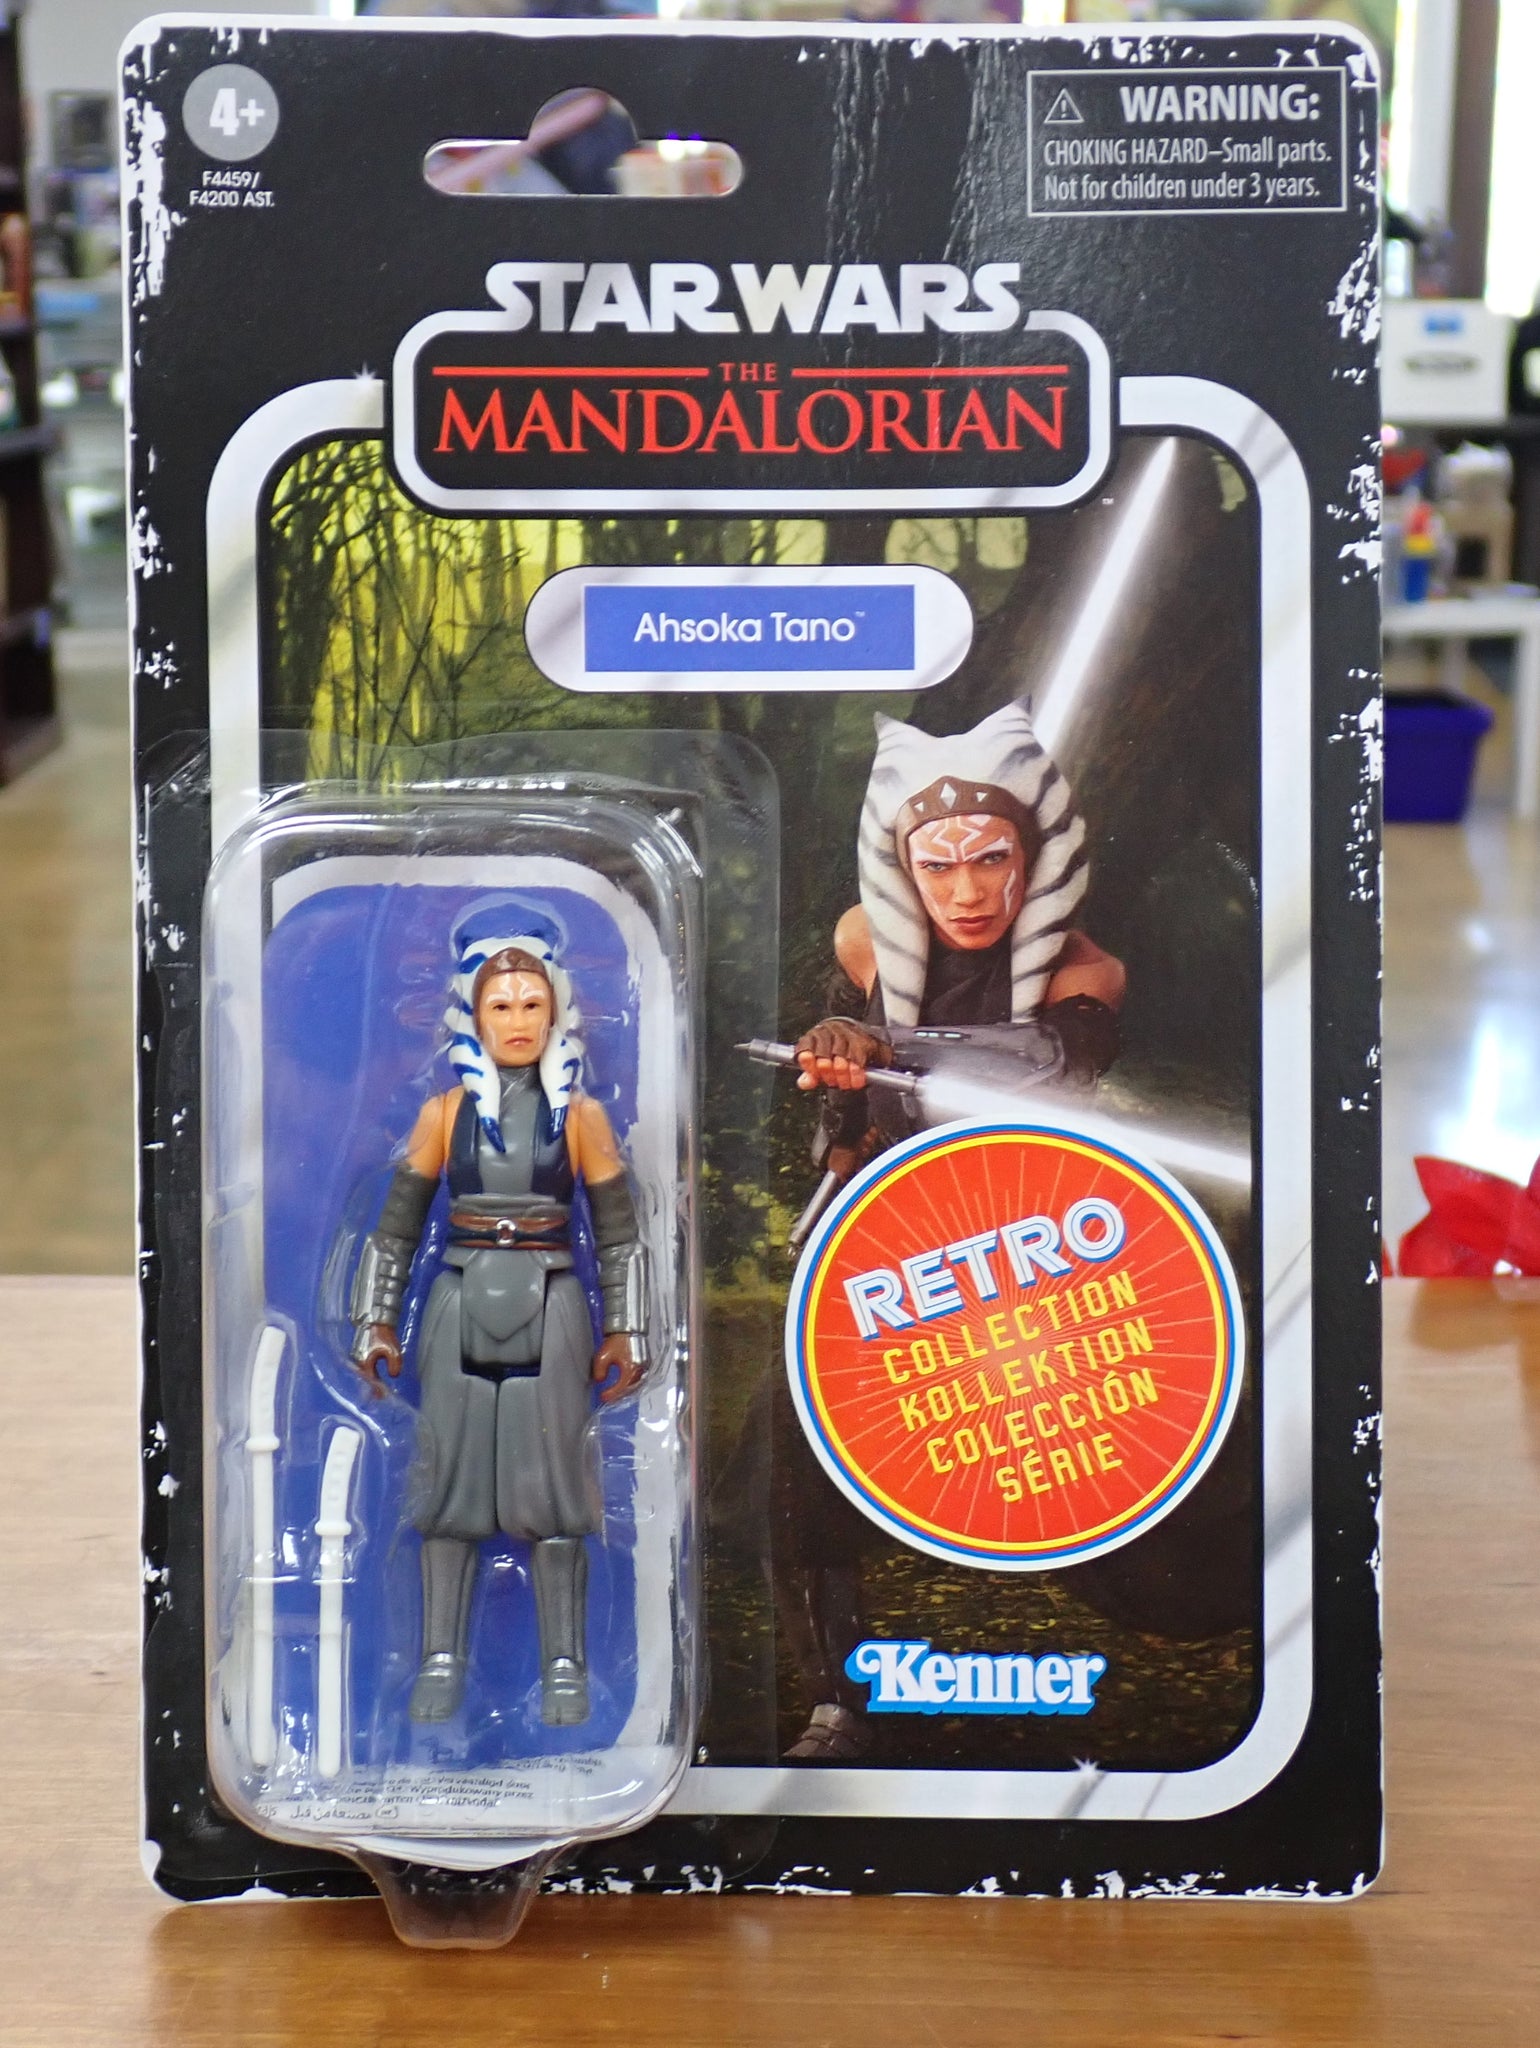 4+
F4459/
F4200 AST.
WARNING:
CHOKING HAZARD–Small parts.
Not for children under 3 years.
STAR WARS
THE
MANDALORIAN
™
Ahsoka Tano™
RETRO
COLLECTION
KOLLEKTION
COLECCIÓN
SÉRIE
Kenner